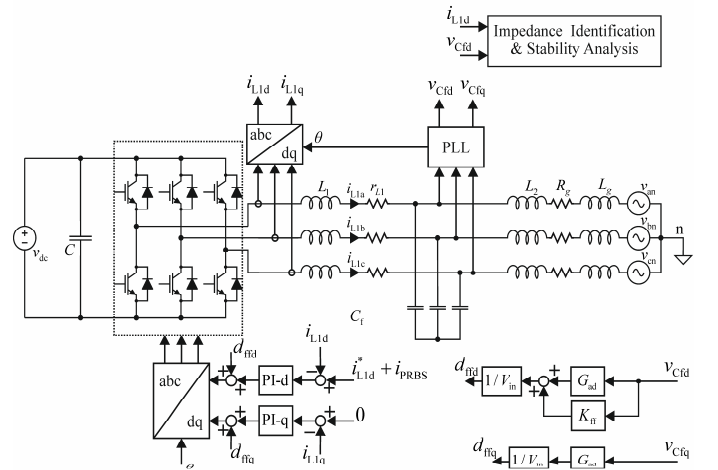 i_L1d
v_Cfd
Impedance Identification
& Stability Analysis
i_L1d i_L1q
v_Cfd v_Cfq
abc
dq
θ
PLL
L_1 i_L1a r_L1
L_2 R_g L_g v_an
i_L1b
v_bn
n
i_L1c
v_cn
+
−
v_dc
C
C_f
abc
dq
d_ffd
i_L1d
+
+
PI-d
−
+
i*_L1d + i_PRBS
+
+
PI-q
−
+
0
d_ffq
i_L1q
d_ffd
1/V_in
+
+
G_ad
v_Cfd
K_ff
d_ffq
1/V_in
v_Cfq